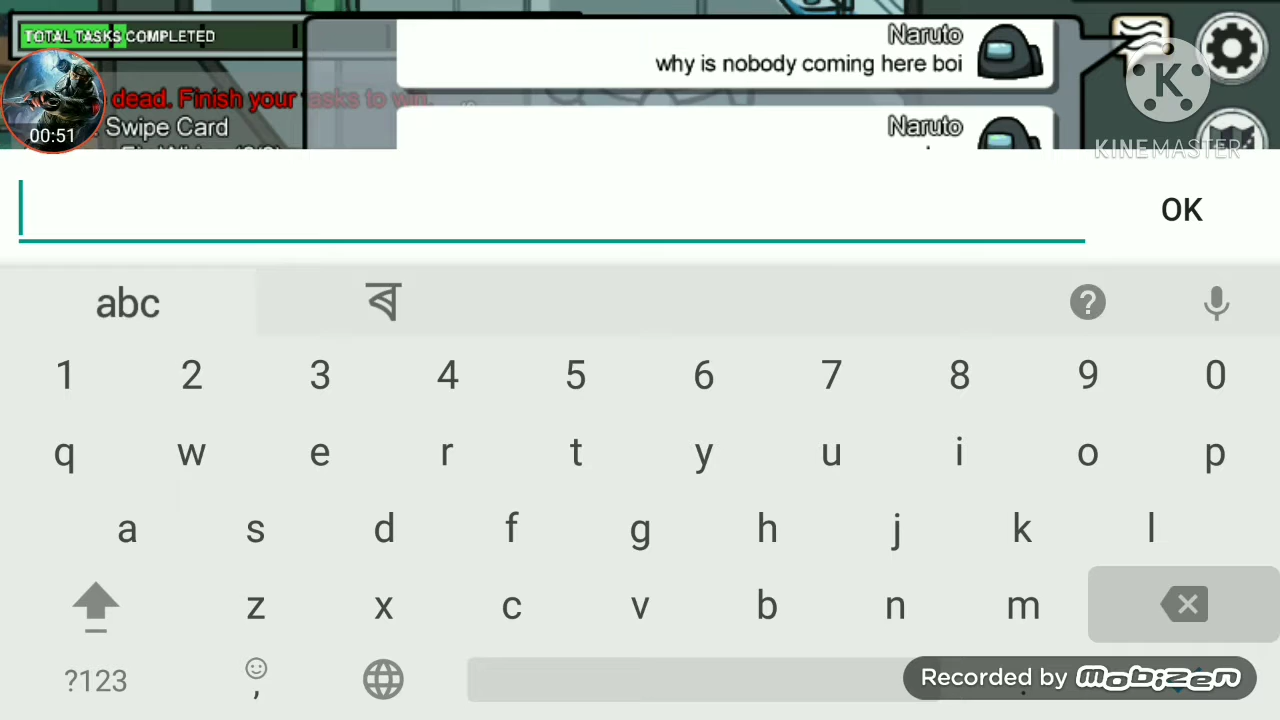 TOTAL TASKS COMPLETED
Naruto
why is nobody coming here boi
dead. Finish your tasks to win.
00:51
Swipe Card
Naruto
K
KINEMASTER
OK
abc
ব
?
1 2 3 4 5 6 7 8 9 0
q w e r t y u i o p
a s d f g h j k l
z x c v b n m
?123
,
Recorded by mobizen